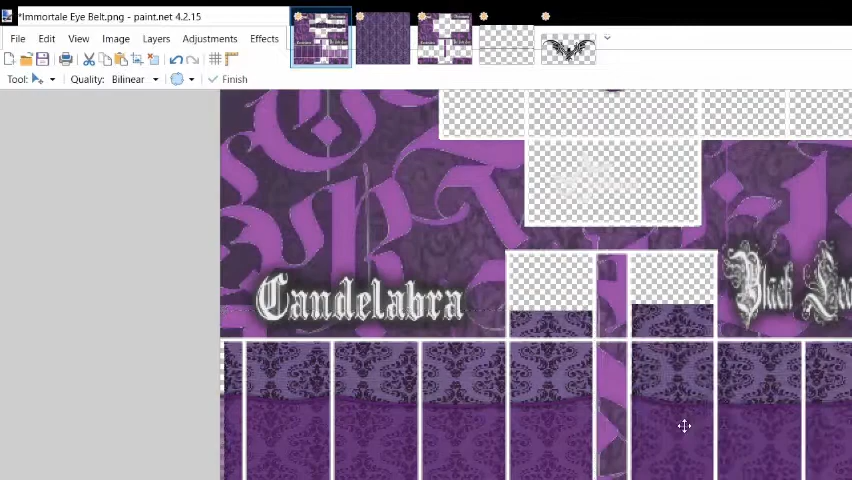 *Immortale Eye Belt.png - paint.net 4.2.15
File Edit View Image Layers Adjustments Effects
Tool: Quality: Bilinear Finish
Candelabra
Black